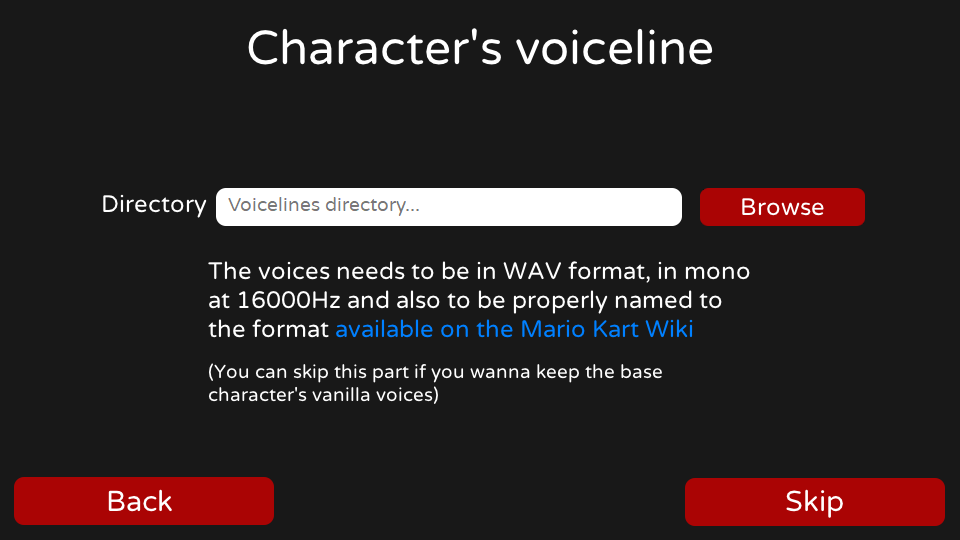 Character's voiceline
Directory
Voicelines directory...
Browse
The voices needs to be in WAV format, in mono
at 16000Hz and also to be properly named to
the format available on the Mario Kart Wiki
(You can skip this part if you wanna keep the base
character's vanilla voices)
Back
Skip